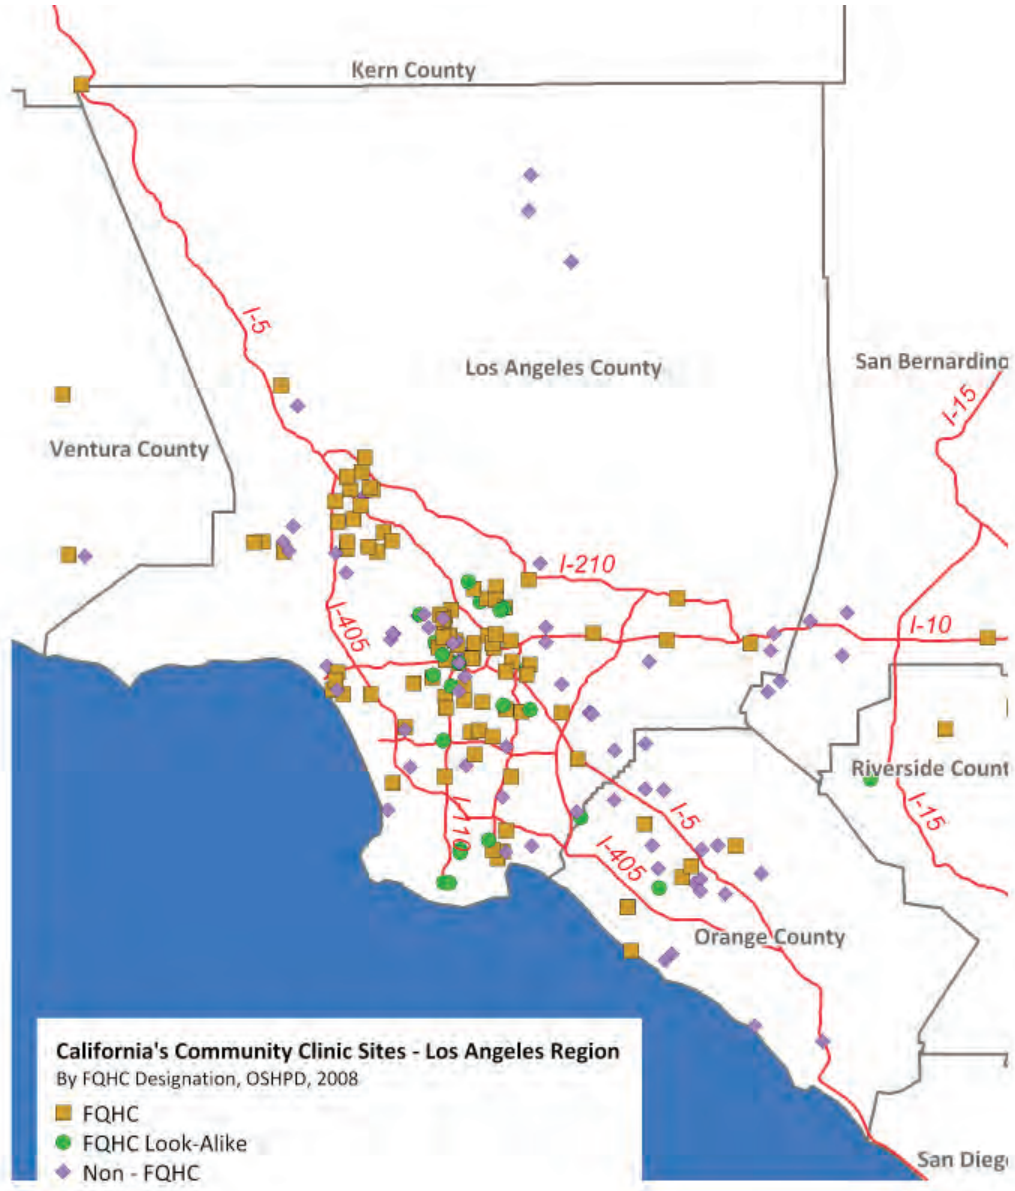 Kern County
I-5
Los Angeles County
San Bernardino
I-15
Ventura County
I-210
I-405
I-10
Riverside Count
I-15
I-5
I-110
I-405
Orange County
California's Community Clinic Sites - Los Angeles Region
By FQHC Designation, OSHPD, 2008
FQHC
FQHC Look-Alike
Non - FQHC
San Dieg